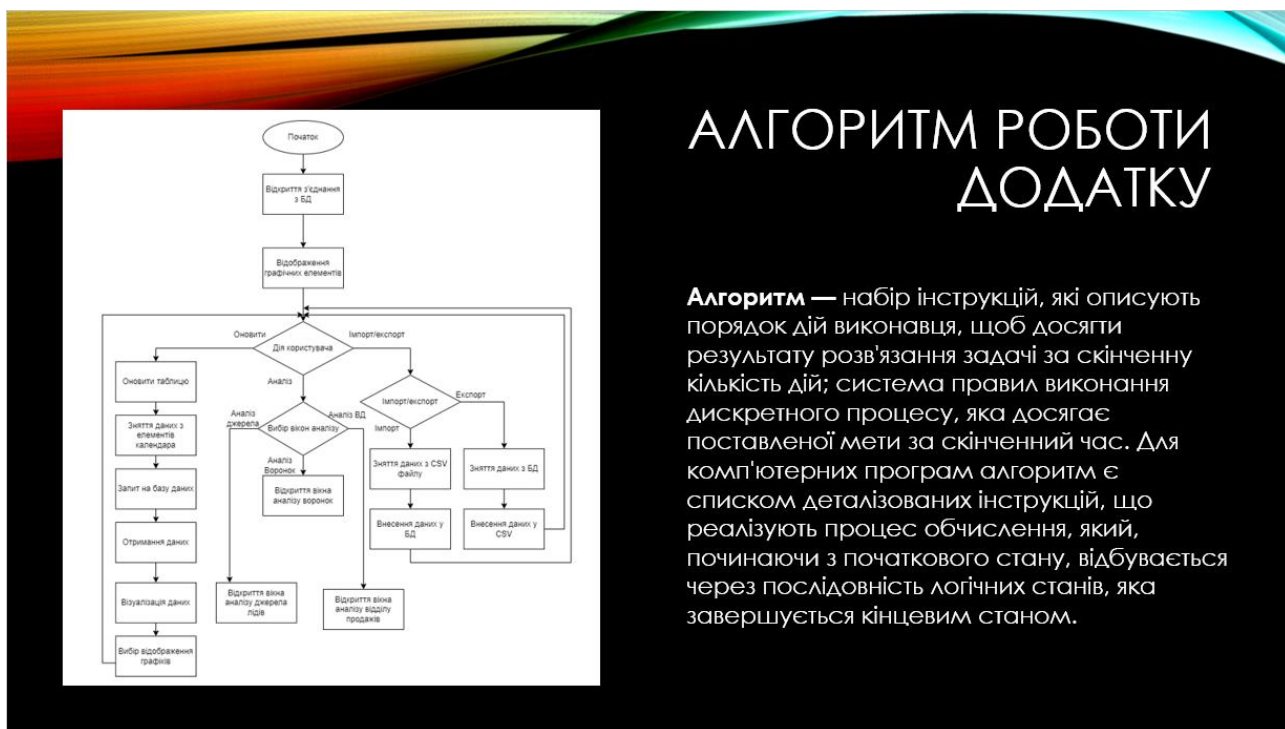 АЛГОРИТМ РОБОТИ
ДОДАТКУ
Початок
Відкриття з'єднання
з БД
Відображення
графічних елементів
Оновити
Імпорт/експорт
Дія користувача
Аналіз
Оновити таблицю
Зняття даних з
елементів
календара
Запит на базу даних
Отримання даних
Візуалізація даних
Вибір відображення
графіків
Аналіз
джерела
Аналіз ВД
Вибір вікон аналізу
Аналіз
Воронок
Відкриття вікна
аналізу воронок
Відкриття вікна
аналізу джерела
лідів
Відкриття вікна
аналізу відділу
продажів
Імпорт/експорт
Експорт
Імпорт
Зняття даних з CSV
файлу
Внесення даних у
БД
Зняття даних з БД
Внесення даних у
CSV
Алгоритм — набір інструкцій, які описують
порядок дій виконавця, щоб досягти
результату розв'язання задачі за скінченну
кількість дій; система правил виконання
дискретного процесу, яка досягає
поставленої мети за скінченний час. Для
комп'ютерних програм алгоритм є
списком деталізованих інструкцій, що
реалізують процес обчислення, який,
починаючи з початкового стану, відбувається
через послідовність логічних станів, яка
завершується кінцевим станом.